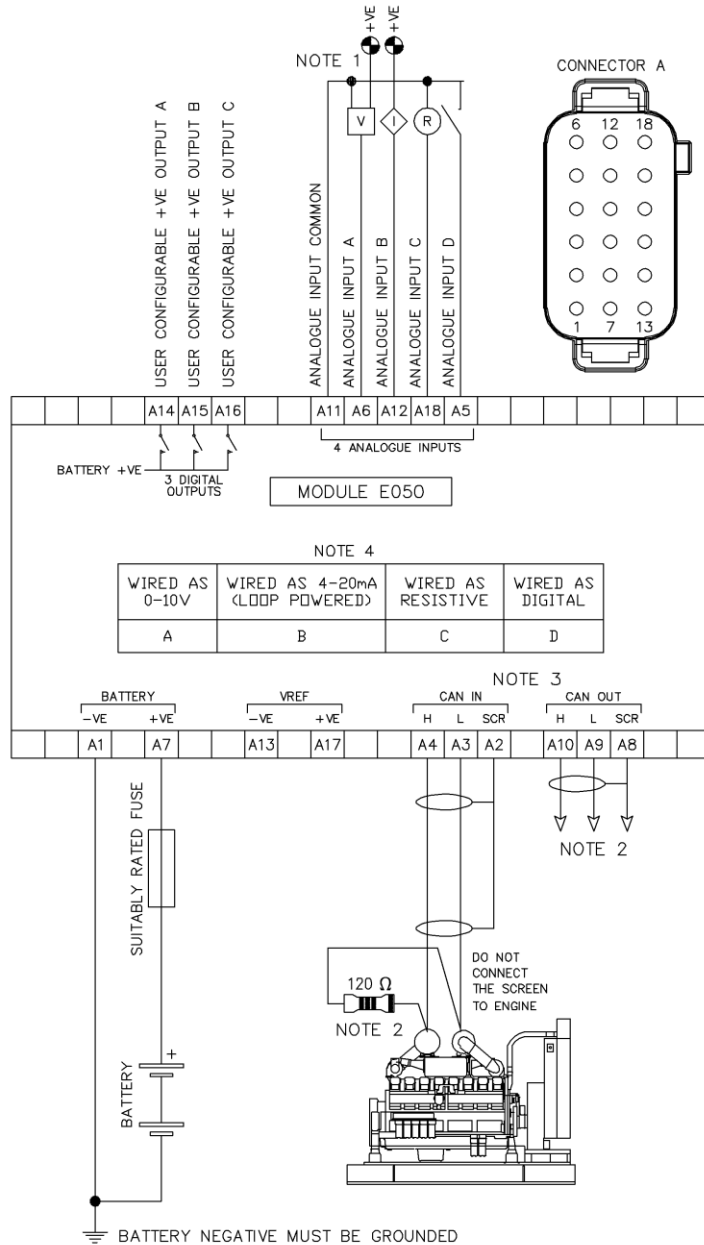 +VE
+VE
NOTE 1
CONNECTOR A
6 12 18
1 7 13
USER CONFIGURABLE +VE OUTPUT A
USER CONFIGURABLE +VE OUTPUT B
USER CONFIGURABLE +VE OUTPUT C
V
I
R
ANALOGUE INPUT COMMON
ANALOGUE INPUT A
ANALOGUE INPUT B
ANALOGUE INPUT C
ANALOGUE INPUT D
A14 A15 A16 A11 A6 A12 A18 A5
4 ANALOGUE INPUTS
BATTERY +VE
3 DIGITAL
OUTPUTS
MODULE E050
NOTE 4
WIRED AS
0-10V
WIRED AS 4-20mA
(LOOP POWERED)
WIRED AS
RESISTIVE
WIRED AS
DIGITAL
A B C D
NOTE 3
BATTERY VREF CAN IN CAN OUT
-VE +VE -VE +VE H L SCR H L SCR
A1 A7 A13 A17 A4 A3 A2 A10 A9 A8
SUITABLY RATED FUSE
NOTE 2
DO NOT
CONNECT
THE SCREEN
TO ENGINE
120 Ω
NOTE 2
+
BATTERY
BATTERY NEGATIVE MUST BE GROUNDED